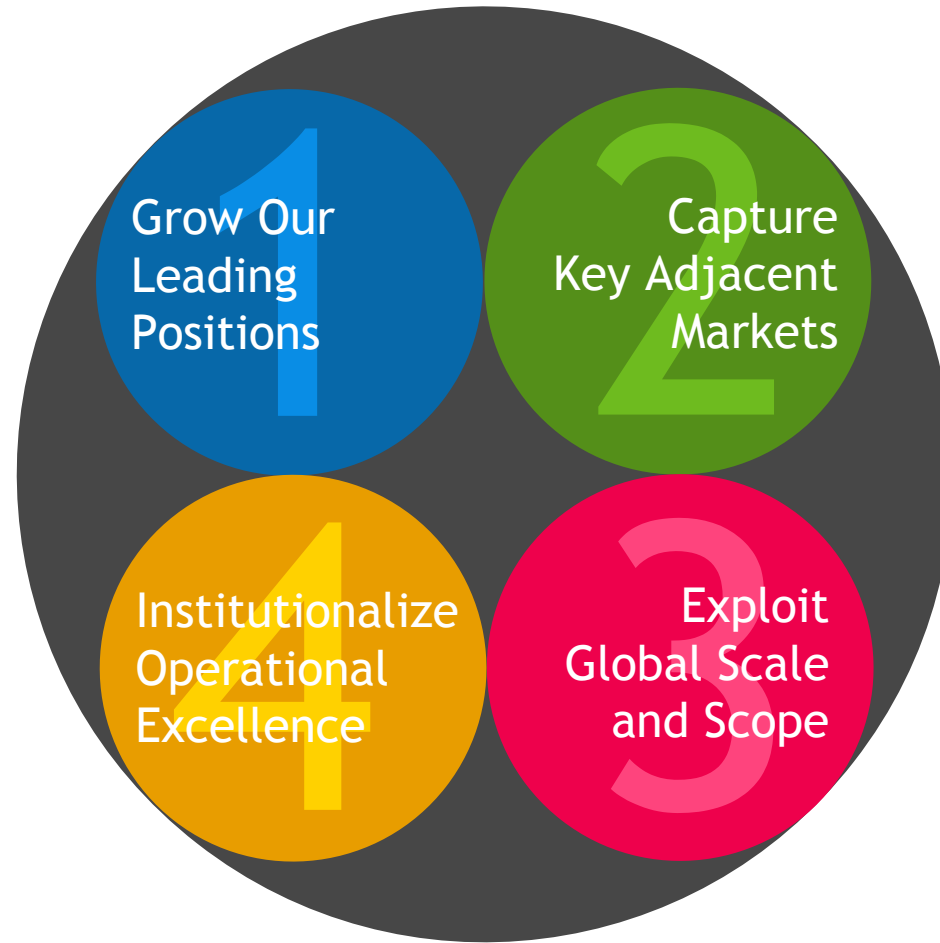 1
Grow Our
Leading
Positions
2
Capture
Key Adjacent
Markets
3
Exploit
Global Scale
and Scope
4
Institutionalize
Operational
Excellence